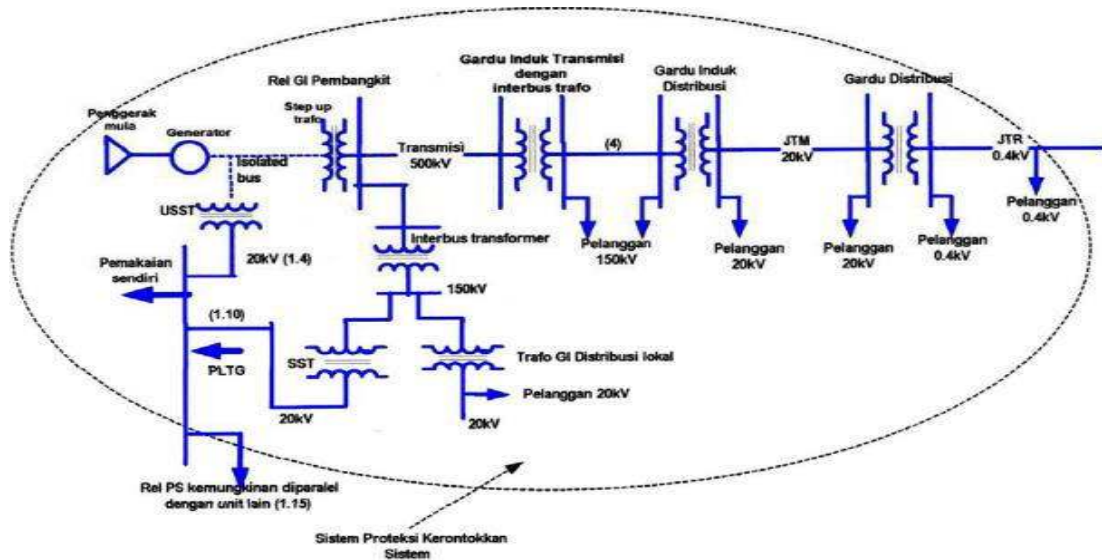 Gardu Induk Transmisi
dengan
interbus trafo
Gardu Induk
Distribusi
Gardu Distribusi
Rel GI Pembangkit
Step up
trafo
Penggerak
mula
Generator
Transmisi
500kV
(4)
JTM
20kV
JTR
0.4kV
Isolated
bus
USST
Pelanggan
0.4kV
Interbus transformer
Pelanggan
150kV
Pelanggan
20kV
Pelanggan
20kV
Pelanggan
0.4kV
20kV (1.4)
Pemakaian
sendiri
150kV
(1.10)
PLTG
SST
Trafo GI Distribusi lokal
Pelanggan 20kV
20kV
20kV
Rel PS kemungkinan diparalel
dengan unit lain (1.15)
Sistem Proteksi Kerontokkan
Sistem